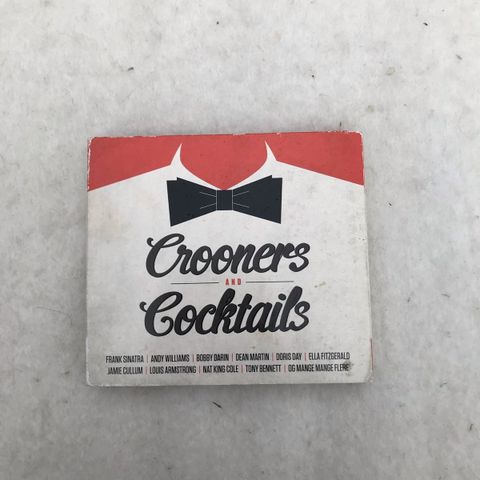 Crooners
AND
Cocktails
FRANK SINATRA | ANDY WILLIAMS | BOBBY DARIN | DEAN MARTIN | DORIS DAY | ELLA FITZGERALD
JAMIE CULLUM | LOUIS ARMSTRONG | NAT KING COLE | TONY BENNETT | OG MANGE MANGE FLERE